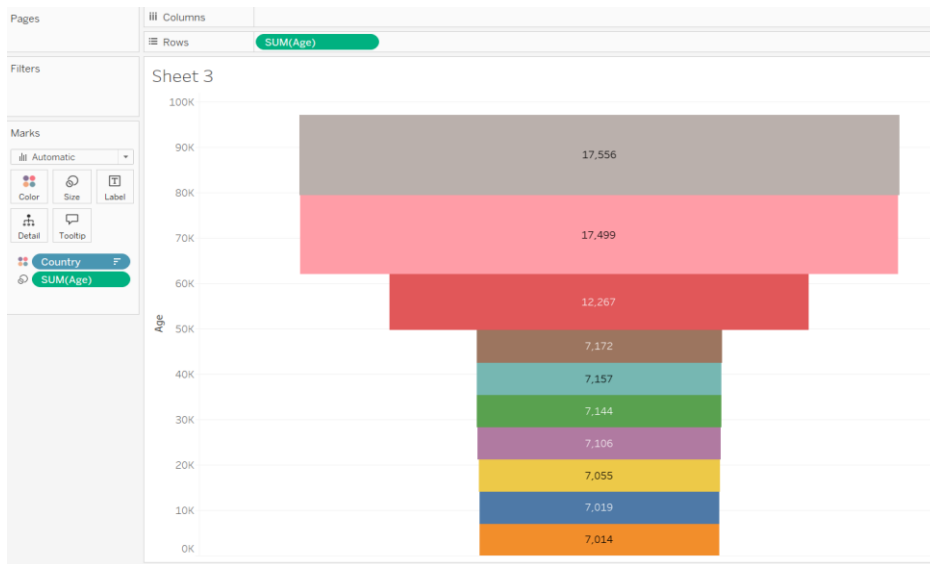 Pages
Columns
Rows
SUM(Age)
Filters
Sheet 3
Marks
Automatic
Color
Size
Label
Detail
Tooltip
Country
SUM(Age)
Age
100K
90K
80K
70K
60K
50K
40K
30K
20K
10K
0K
17,556
17,499
12,267
7,172
7,157
7,144
7,106
7,055
7,019
7,014